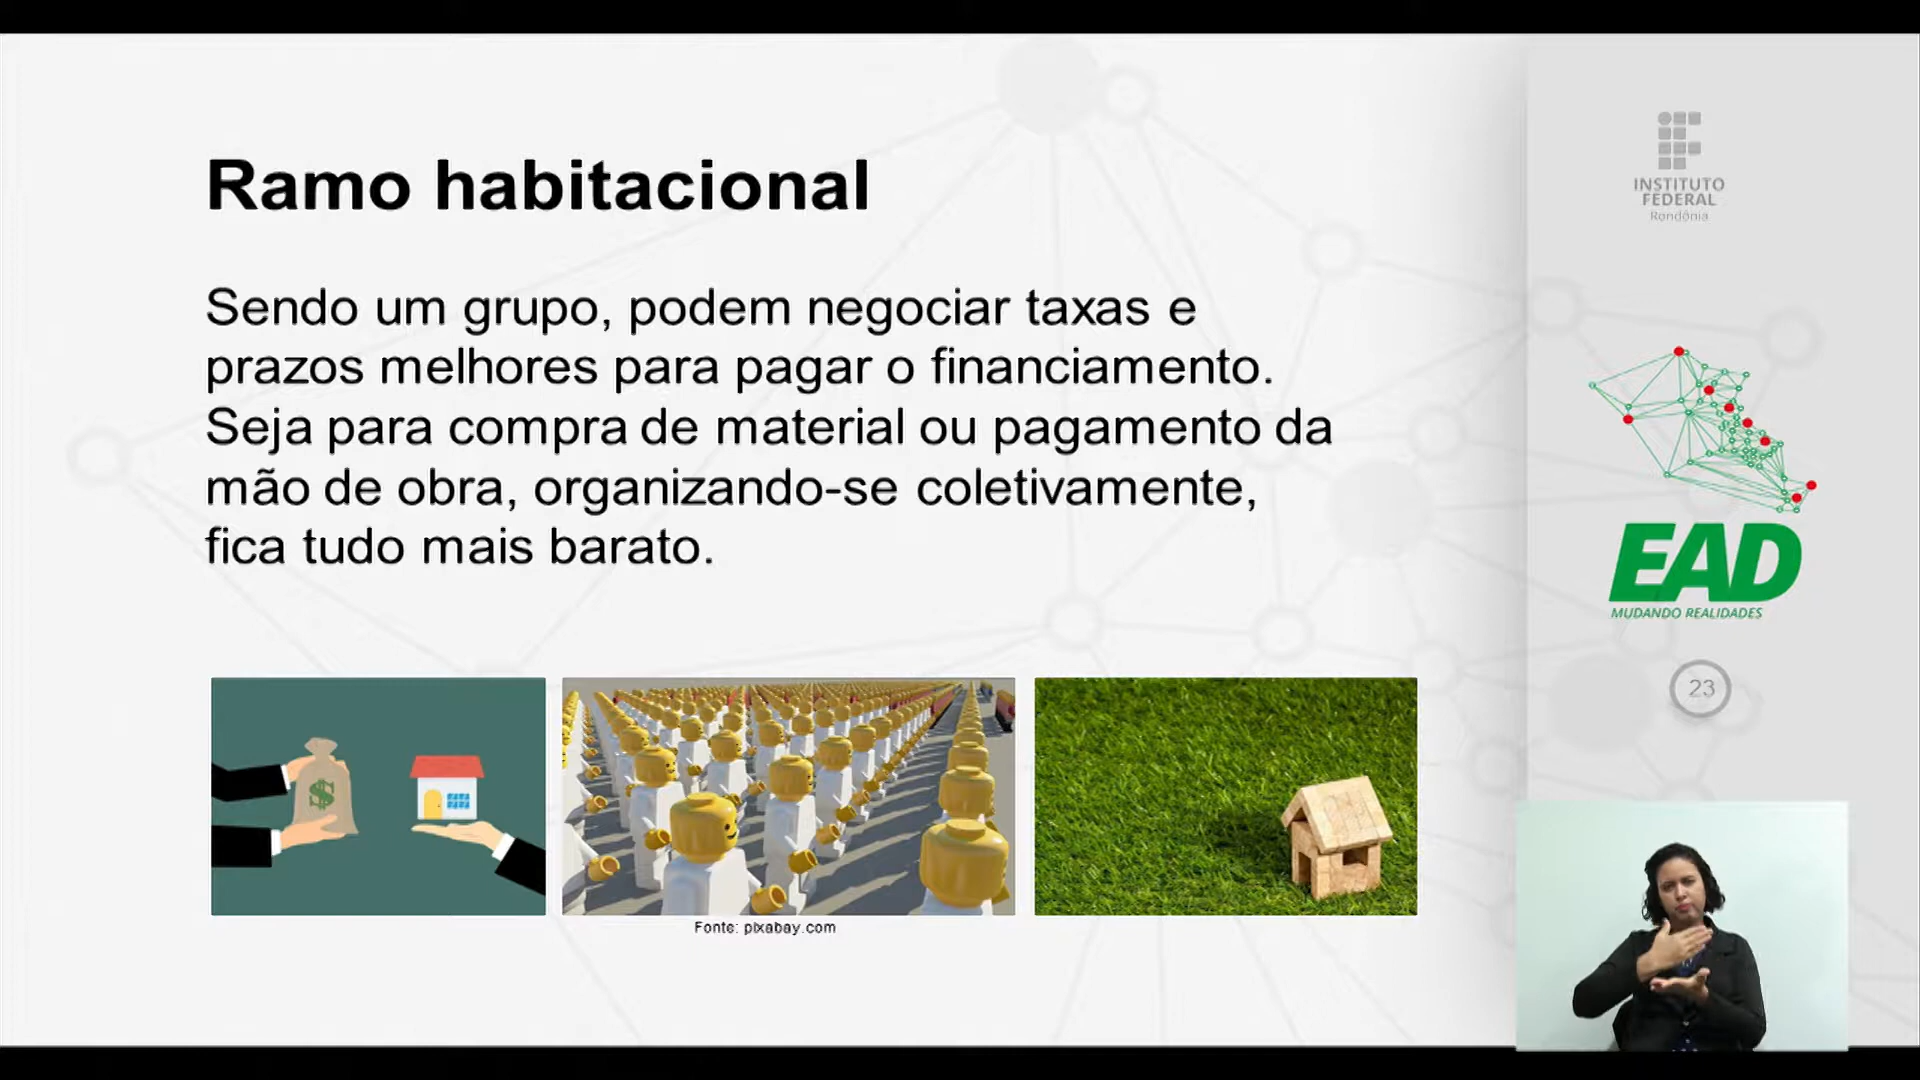 Ramo habitacional
Sendo um grupo, podem negociar taxas e
prazos melhores para pagar o financiamento.
Seja para compra de material ou pagamento da
mão de obra, organizando-se coletivamente,
fica tudo mais barato.
$
Fonte: pixabay.com
INSTITUTO
FEDERAL
Rondônia
EAD
MUDANDO REALIDADES
23